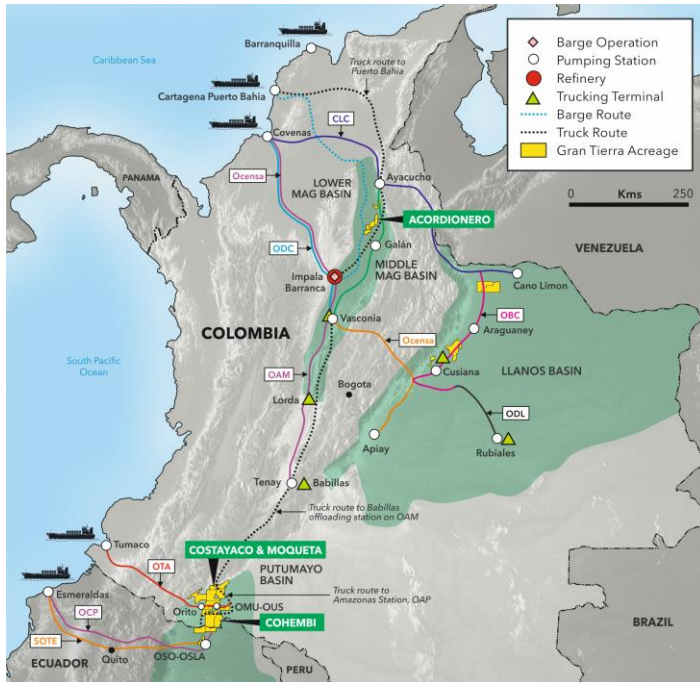 Caribbean Sea
Barranquilla
Truck route to
Puerto Bahia
Cartagena Puerto Bahia
Covenas
CLC
PANAMA
Ocensa
LOWER
MAG BASIN
Ayacucho
ACORDIONERO
Galán
ODC
MIDDLE
MAG BASIN
Impala
Barranca
VENEZUELA
Cano Limon
COLOMBIA
Vasconia
OBC
Ocensa
Araguaney
South Pacific
Ocean
OAM
Cusiana
LLANOS BASIN
Bogota
Lorda
ODL
Apiay
Rubiales
Tenay
Babillas
Truck route to Babillas
offloading station on OAM
Tumaco
COSTAYACO & MOQUETA
OTA
PUTUMAYO
BASIN
Truck route to
Amazonas Station, OAP
Esmeraldas
Orito
OMU-OUS
OCP
COHEMBI
BRAZIL
SOTE
OSO-OSLA
ECUADOR
Quito
PERU
Barge Operation
Pumping Station
Refinery
Trucking Terminal
Barge Route
Truck Route
Gran Tierra Acreage
0 Kms 250